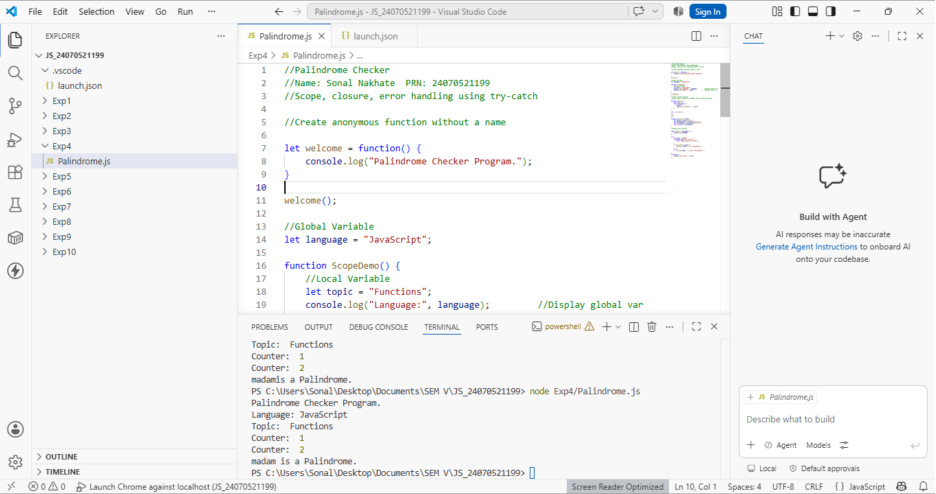 File Edit Selection View Go Run ···
Palindrome.js - JS_24070521199 - Visual Studio Code
Sign In
EXPLORER ···
JS_24070521199
.vscode
{ } launch.json
Exp1
Exp2
Exp3
Exp4
JS Palindrome.js
Exp5
Exp6
Exp7
Exp8
Exp9
Exp10
OUTLINE
TIMELINE
JS Palindrome.js × { } launch.json
Exp4 > JS Palindrome.js > ...
1 //Palindrome Checker
2 //Name: Sonal Nakhate  PRN: 24070521199
3 //Scope, closure, error handling using try-catch
4
5 //Create anonymous function without a name
6
7 let welcome = function() {
8     console.log("Palindrome Checker Program.");
9 }
10
11 welcome();
12
13 //Global Variable
14 let language = "JavaScript";
15
16 function ScopeDemo() {
17     //Local Variable
18     let topic = "Functions";
19     console.log("Language:", language);         //Display global var
PROBLEMS OUTPUT DEBUG CONSOLE TERMINAL PORTS
powershell
Topic:  Functions
Counter:  1
Counter:  2
madamis a Palindrome.
PS C:\Users\Sonal\Desktop\Documents\SEM V\JS_24070521199> node Exp4/Palindrome.js
Palindrome Checker Program.
Language: JavaScript
Topic:  Functions
Counter:  1
Counter:  2
madam is a Palindrome.
PS C:\Users\Sonal\Desktop\Documents\SEM V\JS_24070521199>
CHAT
Build with Agent
AI responses may be inaccurate
Generate Agent Instructions to onboard AI
onto your codebase.
+ JS Palindrome.js
Describe what to build
Agent Models
Local Default approvals
0 0 Launch Chrome against localhost (JS_24070521199)
Screen Reader Optimized Ln 10, Col 1 Spaces: 4 UTF-8 CRLF { } JavaScript